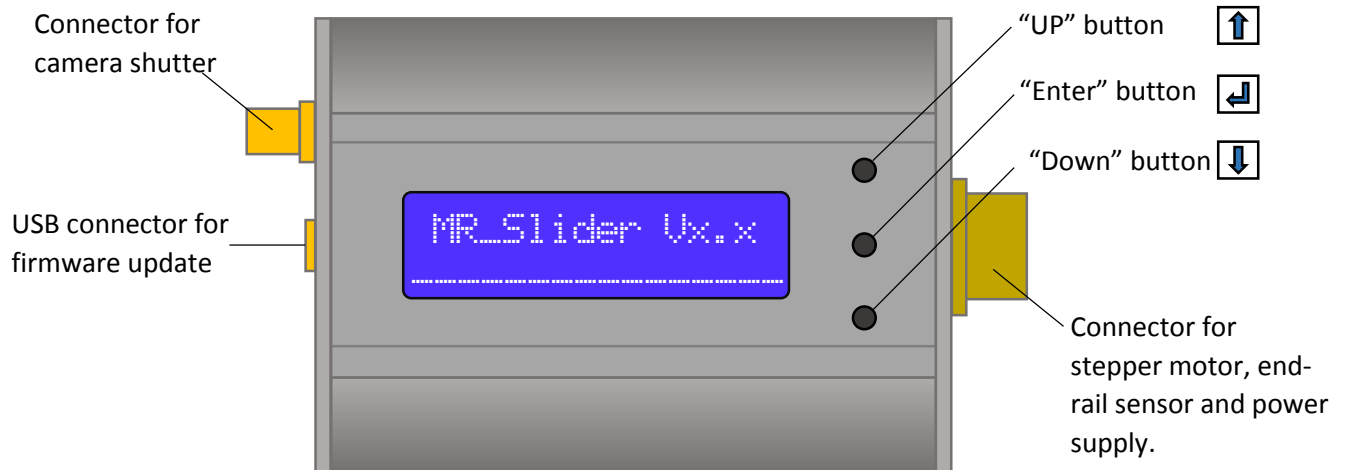 Connector for
camera shutter
USB connector for
firmware update
MR_Slider Vx.x
“UP” button
“Enter” button
“Down” button
Connector for
stepper motor, end-
rail sensor and power
supply.